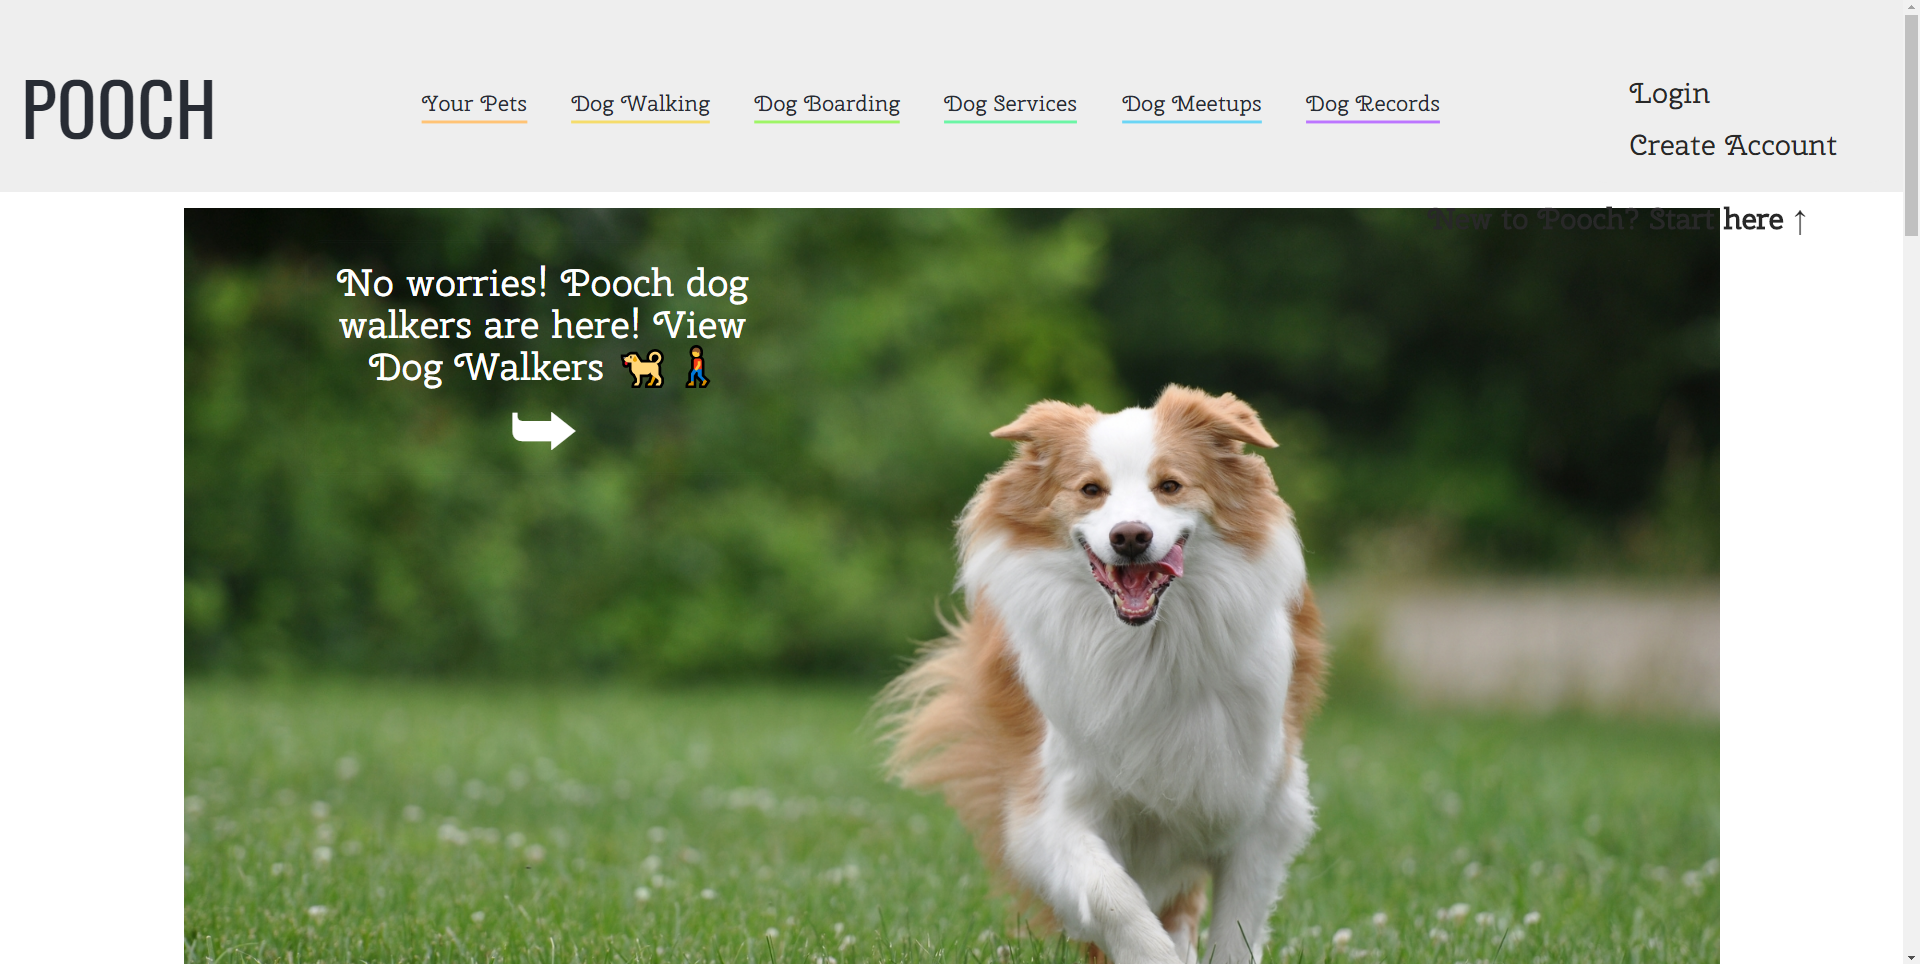 POOCH
Your Pets
Dog Walking
Dog Boarding
Dog Services
Dog Meetups
Dog Records
Login
Create Account
New to Pooch? Start here ↑
No worries! Pooch dog
walkers are here! View
Dog Walkers 🐕 🚶